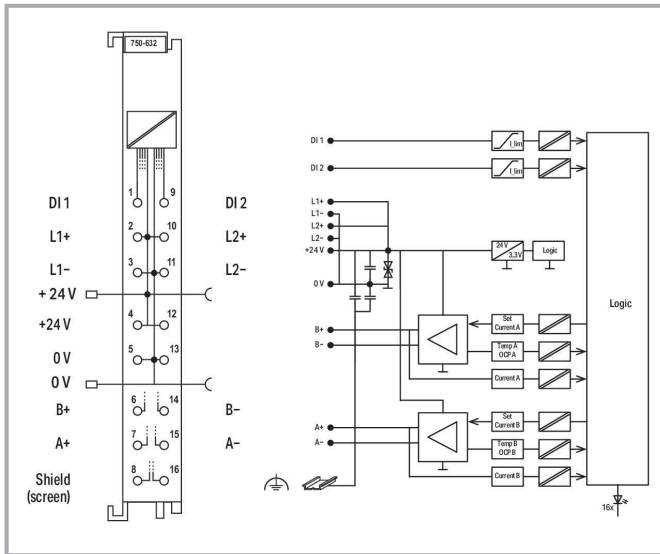 750-632
1
9
DI 1
DI 2
2
10
L1+
L2+
3
11
L1−
L2−
+ 24 V
4
12
+24 V
5
13
0 V
0 V
6
14
B+
B−
7
15
A+
A−
8
16
Shield
(screen)
DI 1
I_lim
DI 2
I_lim
L1+
L1−
L2+
L2−
+24 V
24 V
3.3V
Logic
0 V
Logic
B+
B−
Set
Current A
Temp A
OCP A
Current A
A+
A−
Set
Current B
Temp B
OCP B
Current B
16x